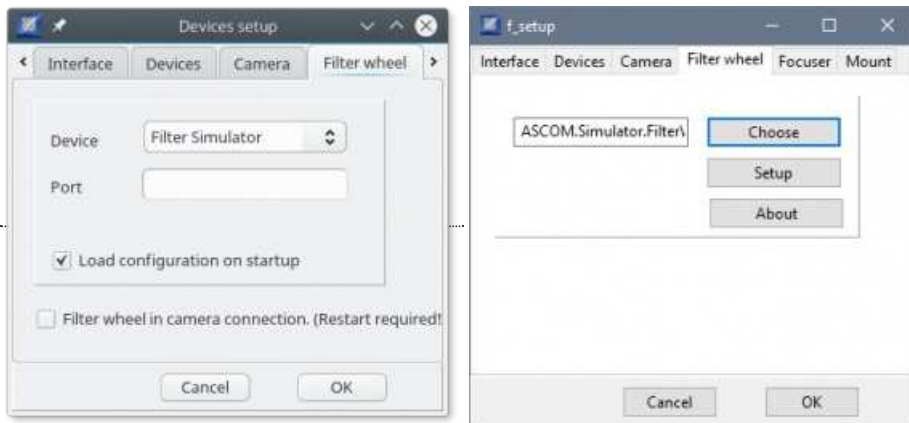 Devices setup
Interface Devices Camera Filter wheel
Device Filter Simulator
Port
Load configuration on startup
Filter wheel in camera connection. (Restart required!
Cancel OK
f_setup
Interface Devices Camera Filter wheel Focuser Mount
ASCOM.Simulator.Filter Choose
Setup
About
Cancel OK